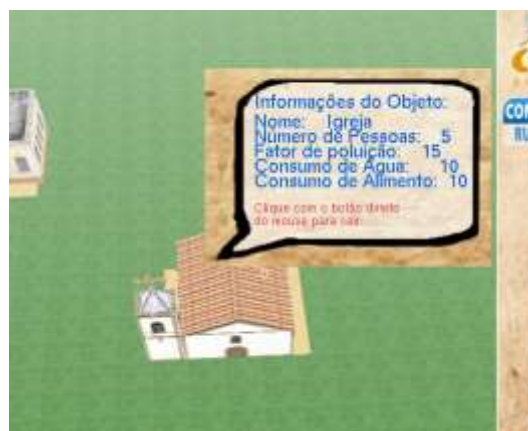 Informações do Objeto:
Nome: Igreja
Número de Pessoas: 5
Fator de poluição: 15
Consumo de Água: 10
Consumo de Alimento: 10
Clique com o botão direito
do mouse para sair.